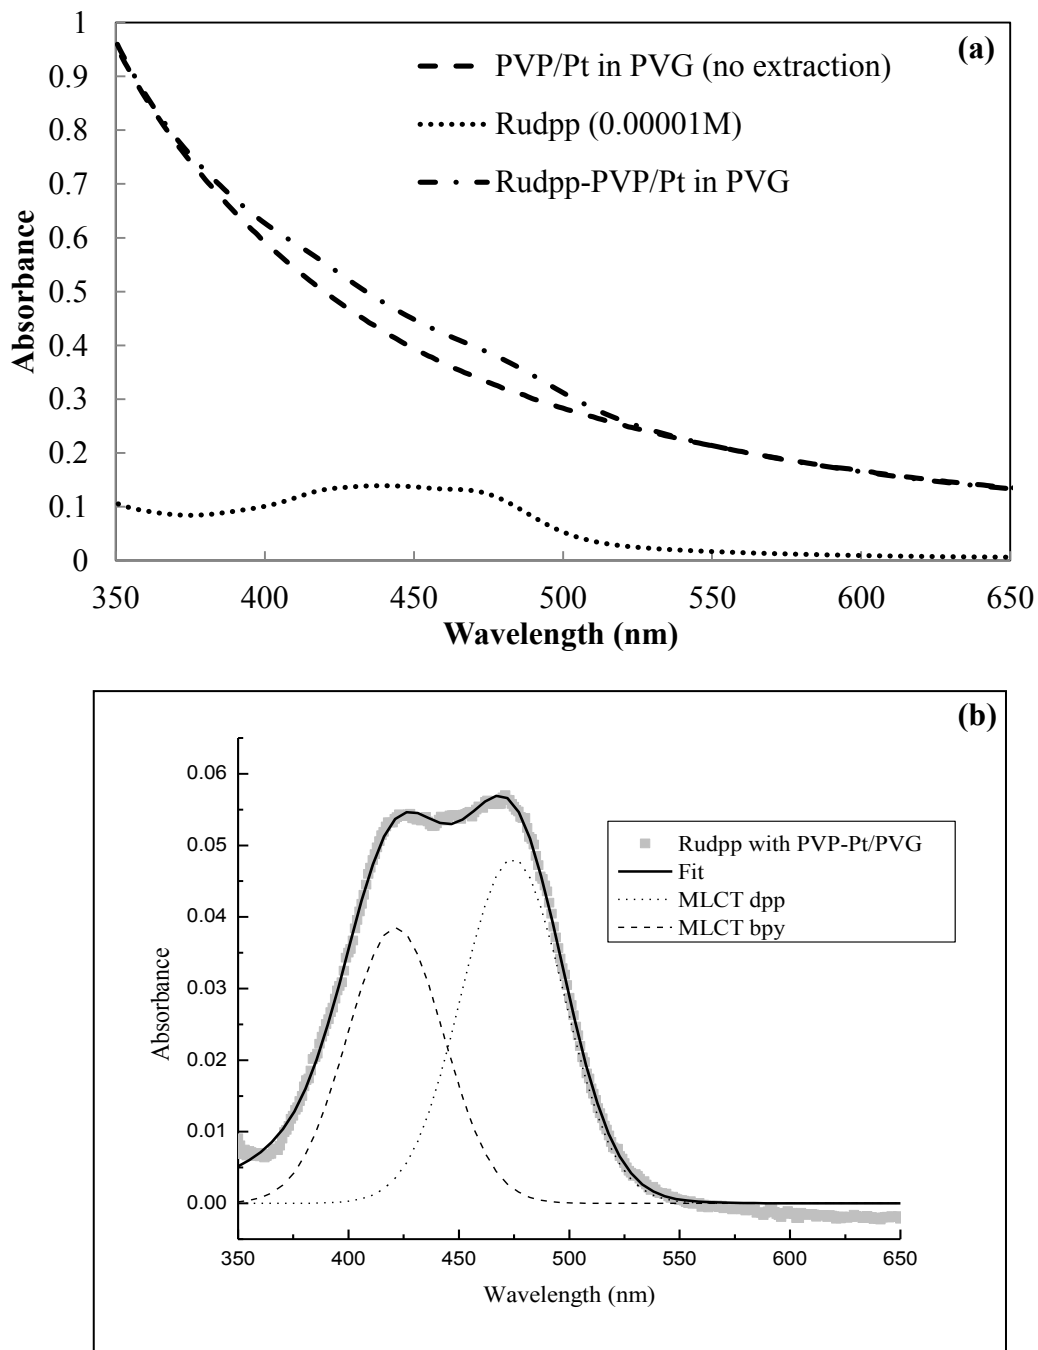 (a)
PVP/Pt in PVG (no extraction)
Rudpp (0.00001M)
Rudpp-PVP/Pt in PVG
Absorbance
1
0.9
0.8
0.7
0.6
0.5
0.4
0.3
0.2
0.1
0
350 400 450 500 550 600 650
Wavelength (nm)
(b)
Rudpp with PVP-Pt/PVG
Fit
MLCT dpp
MLCT bpy
Absorbance
0.06
0.05
0.04
0.03
0.02
0.01
0.00
350 400 450 500 550 600 650
Wavelength (nm)